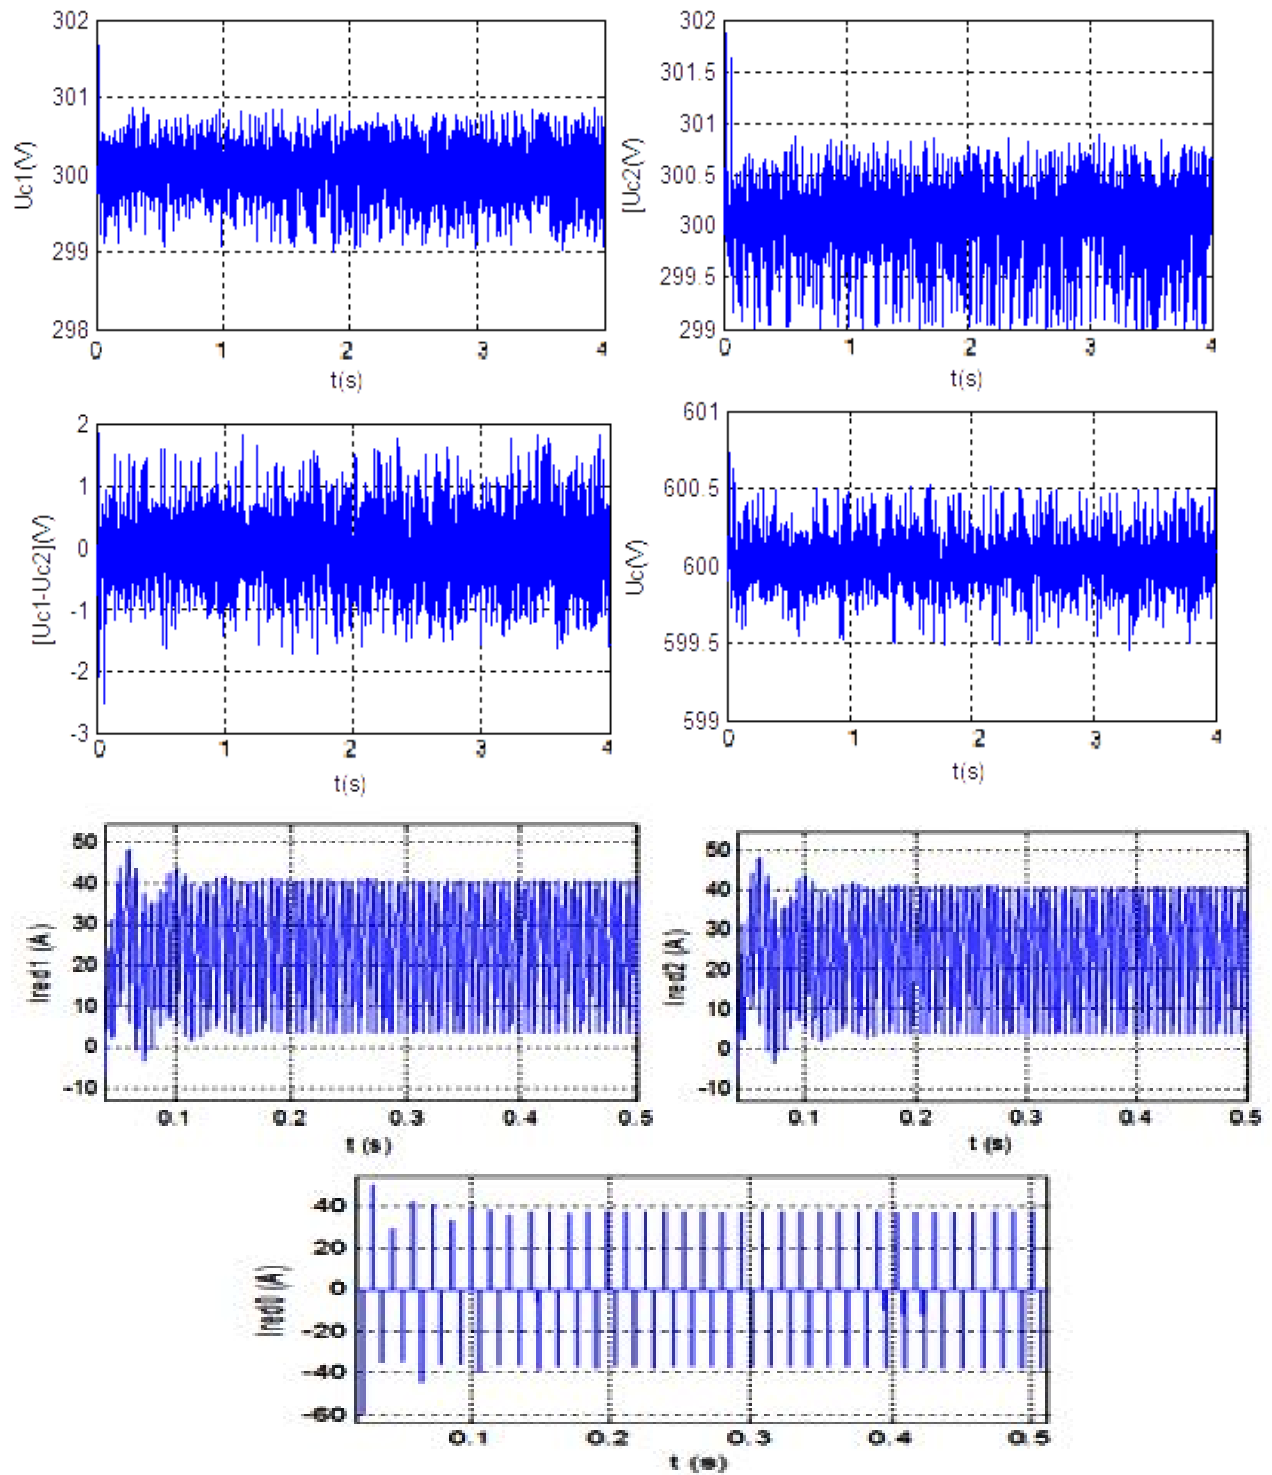 302
301
300
299
298
Uc1(V)
0 1 2 3 4
t(s)
302
301.5
301
300.5
300
299.5
299
[Uc2(V)
0 1 2 3 4
t(s)
2
1
0
-1
-2
-3
[Uc1-Uc2](V)
0 1 2 3 4
t(s)
601
600.5
600
599.5
599
Uc(V)
0 1 2 3 4
t(s)
50
40
30
20
10
0
-10
Ired1 (A)
0.1 0.2 0.3 0.4 0.5
t (s)
50
40
30
20
10
0
-10
Ired2 (A)
0.1 0.2 0.3 0.4 0.5
t (s)
40
20
0
-20
-40
-60
Ired0 (A)
0.1 0.2 0.3 0.4 0.5
t (s)